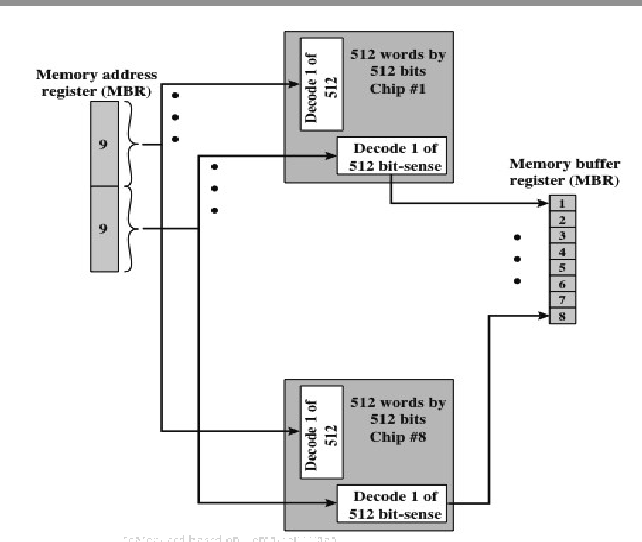 Memory address
register (MBR)
9
9
Decode 1 of
512
512 words by
512 bits
Chip #1
Decode 1 of
512 bit-sense
Memory buffer
register (MBR)
1
2
3
4
5
6
7
8
Decode 1 of
512
512 words by
512 bits
Chip #8
Decode 1 of
512 bit-sense